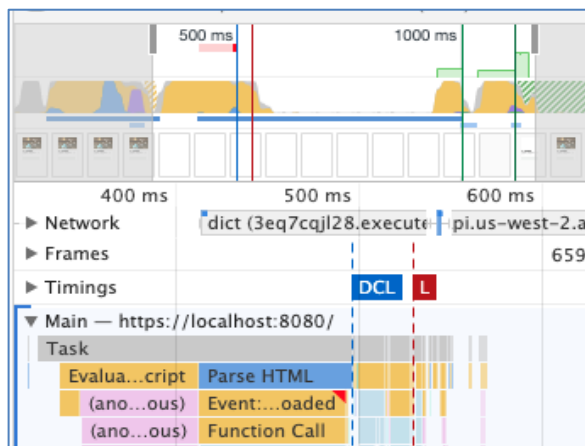 500 ms 1000 ms
400 ms 500 ms 600 ms
Network dict (3eq7cqjl28.execute pi.us-west-2.a
Frames 659
Timings DCL L
Main — https://localhost:8080/
Task
Evalua...cript Parse HTML
(ano...ous) Event:...oaded
(ano...ous) Function Call